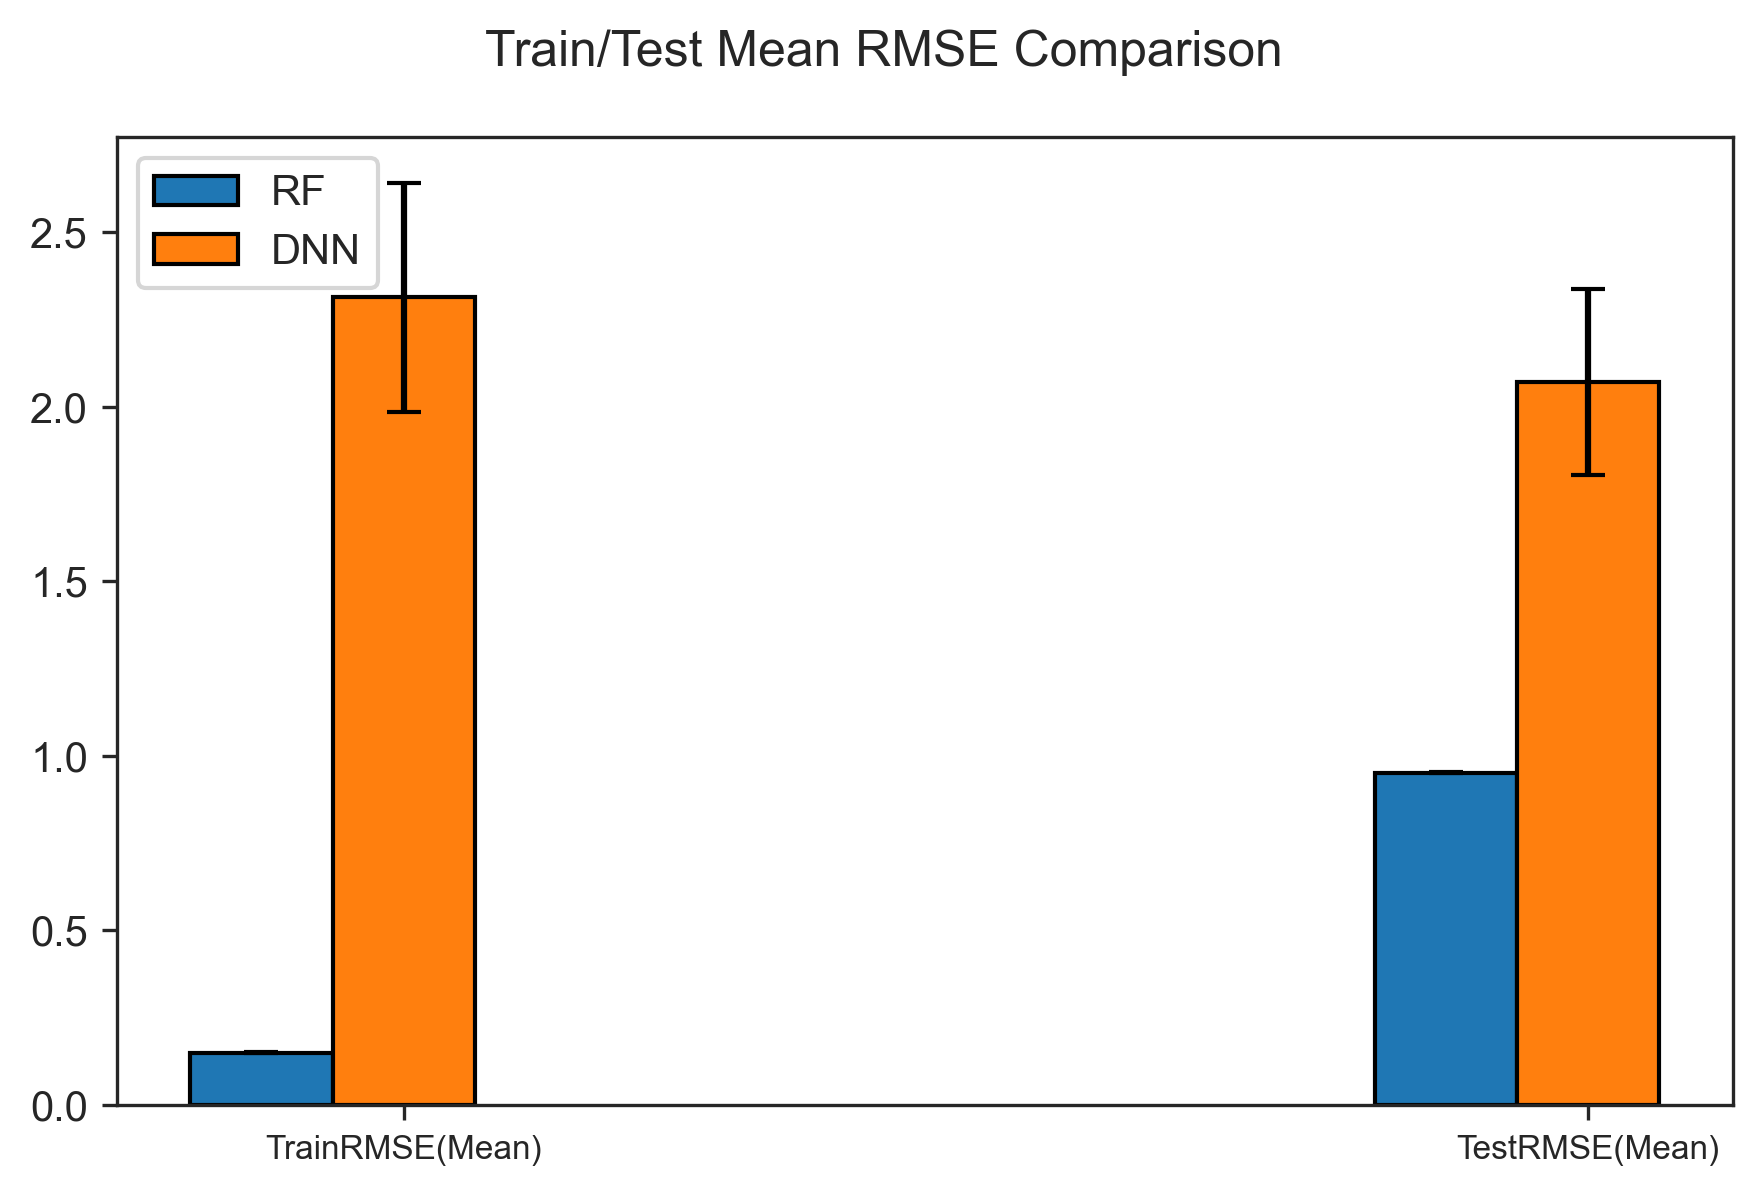 Train/Test Mean RMSE Comparison
RF
DNN
2.5
2.0
1.5
1.0
0.5
0.0
TrainRMSE(Mean)
TestRMSE(Mean)